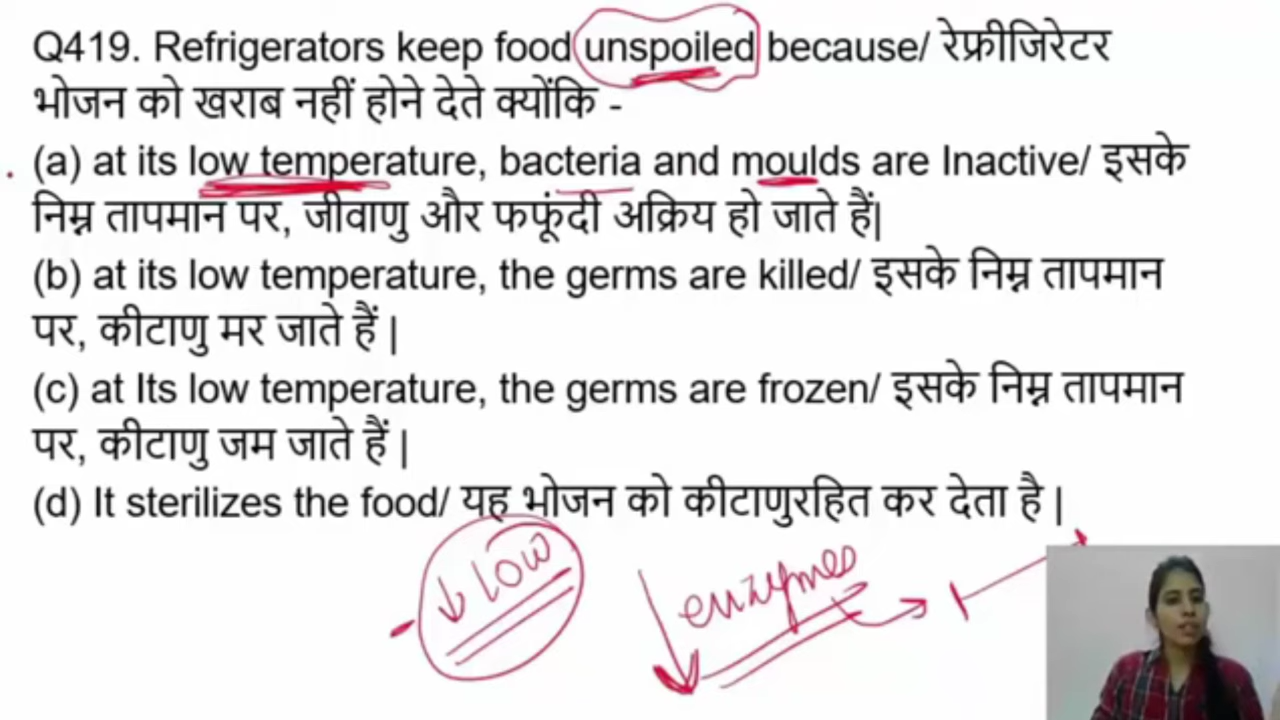 Q419. Refrigerators keep food unspoiled because/ रेफ्रीजिरेटर
भोजन को खराब नहीं होने देते क्योंकि -
(a) at its low temperature, bacteria and moulds are Inactive/ इसके
निम्न तापमान पर, जीवाणु और फफूंदी अक्रिय हो जाते हैं|
(b) at its low temperature, the germs are killed/ इसके निम्न तापमान
पर, कीटाणु मर जाते हैं |
(c) at Its low temperature, the germs are frozen/ इसके निम्न तापमान
पर, कीटाणु जम जाते हैं |
(d) It sterilizes the food/ यह भोजन को कीटाणुरहित कर देता है |
↓ low
enzymes